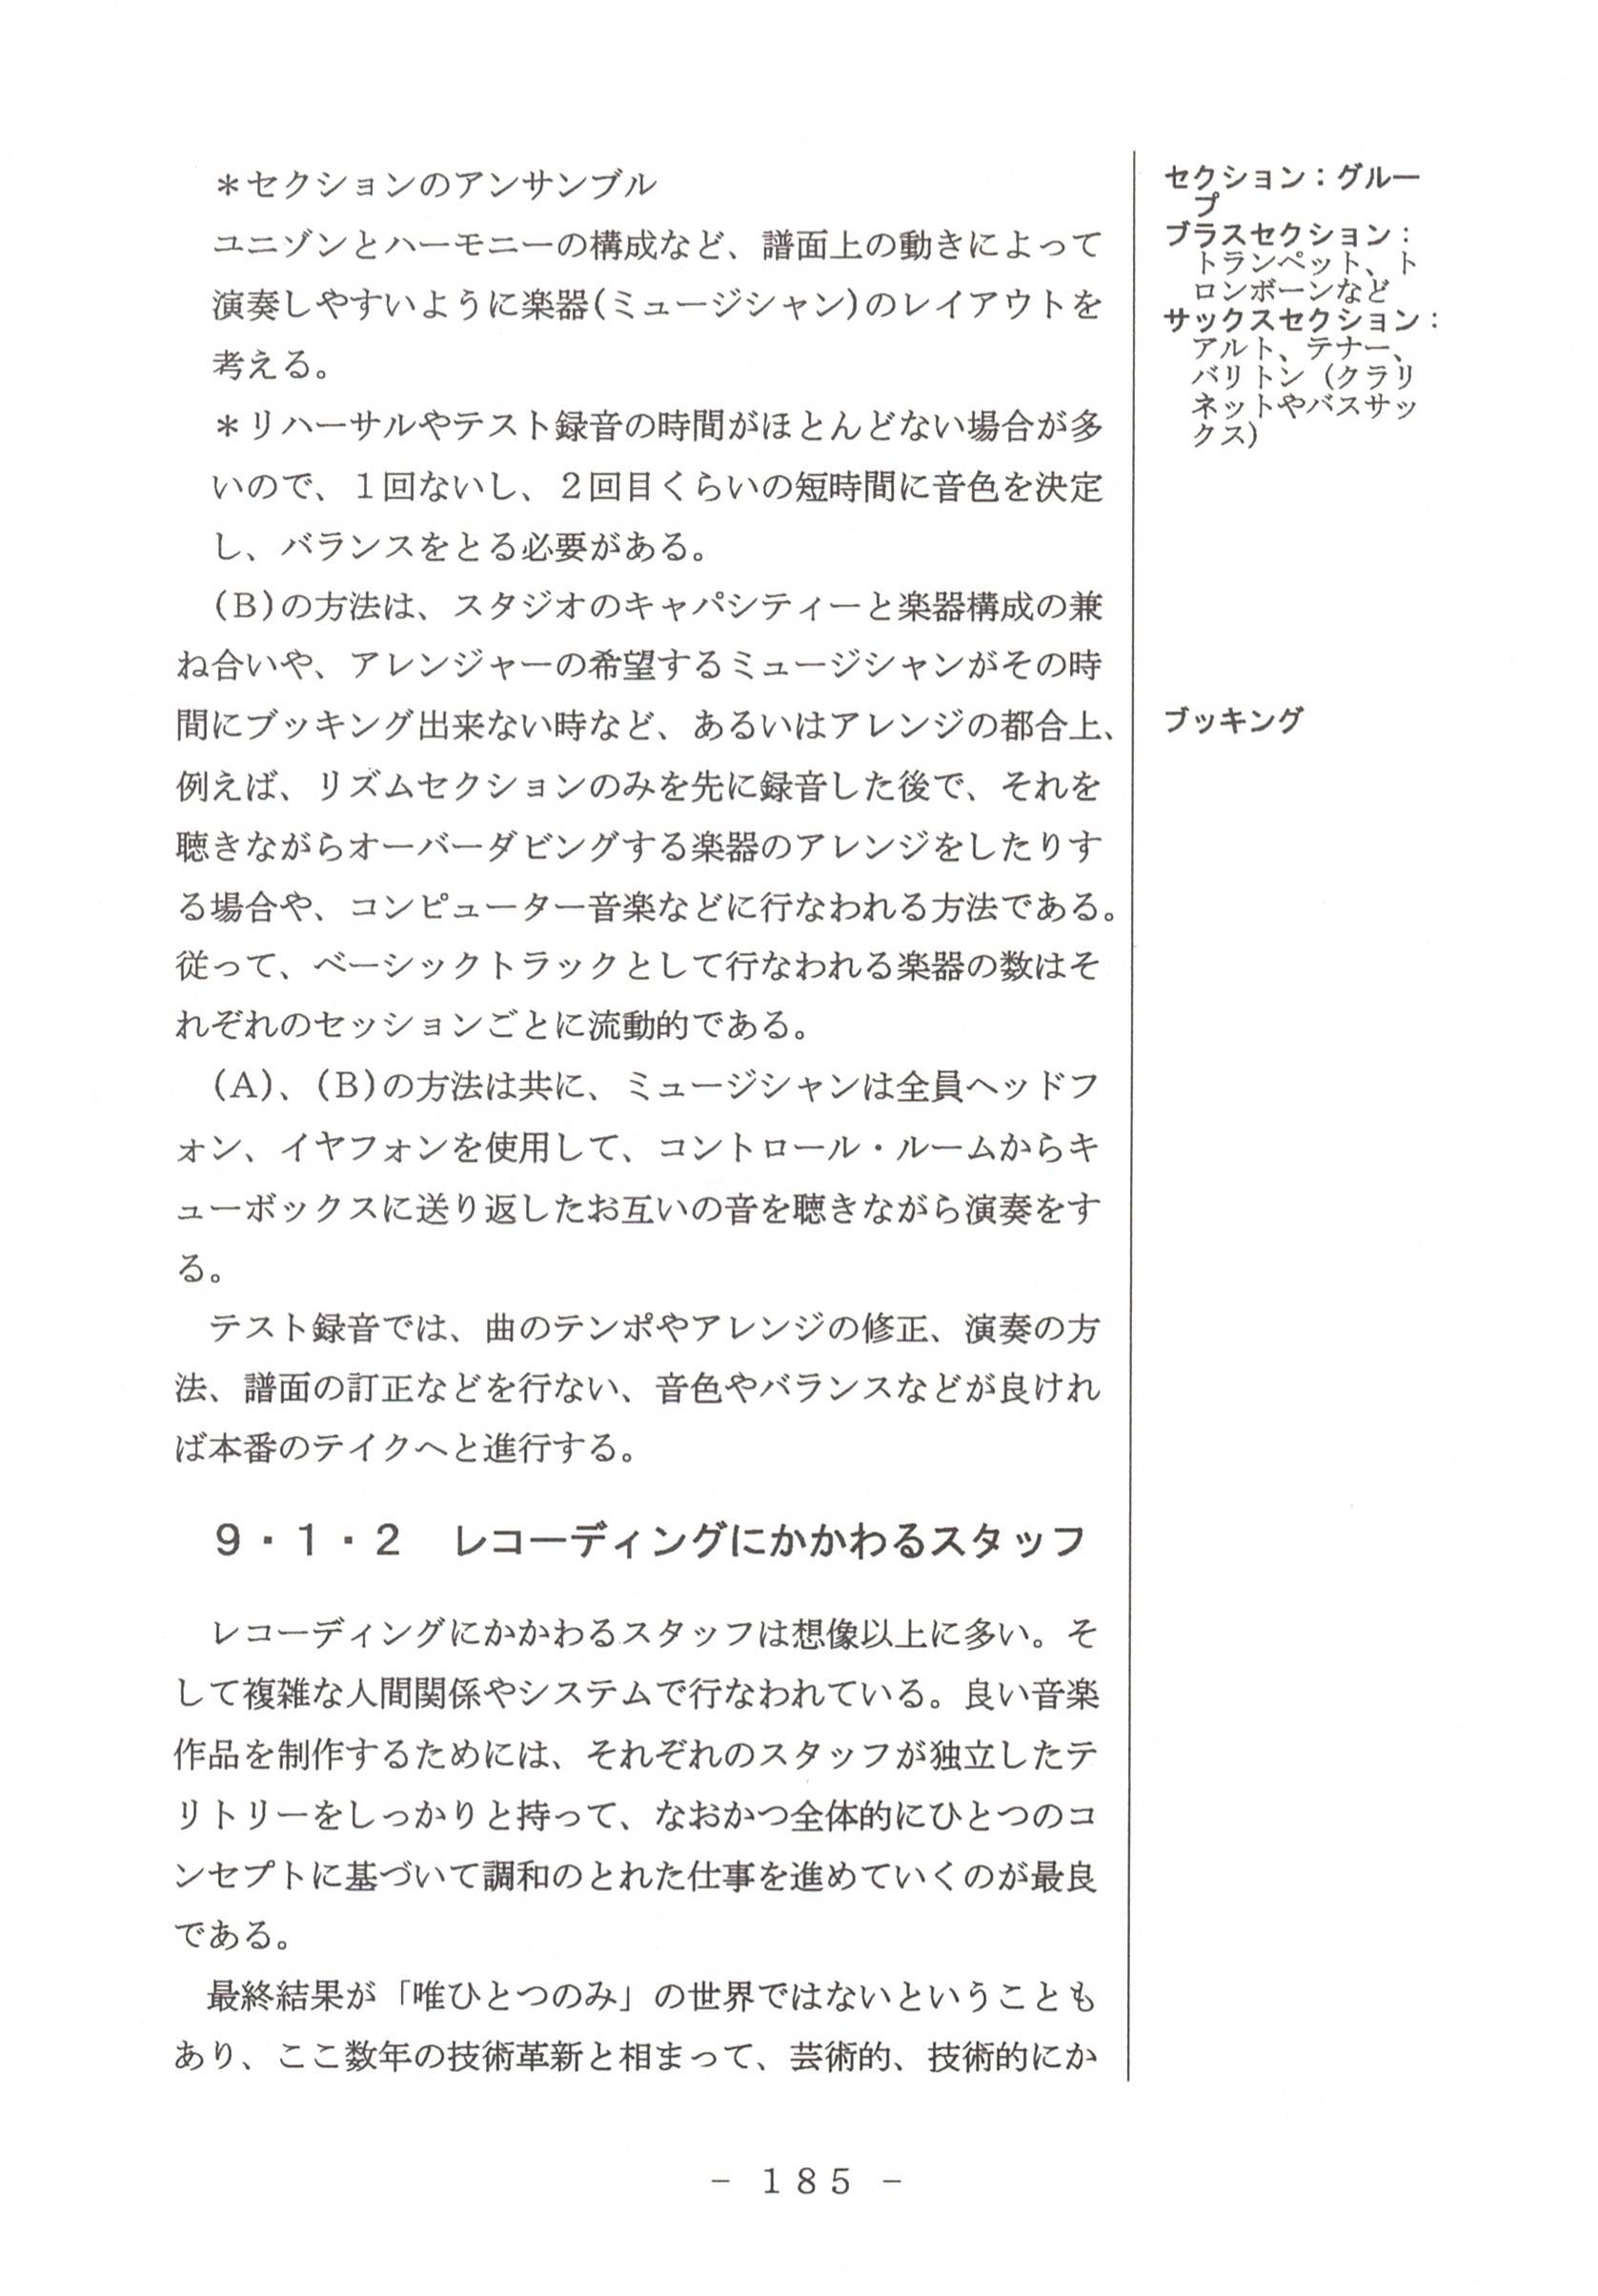 ＊セクションのアンサンブル
ユニゾンとハーモニーの構成など、譜面上の動きによって
演奏しやすいように楽器(ミュージシャン)のレイアウトを
考える。
＊リハーサルやテスト録音の時間がほとんどない場合が多
いので、１回ないし、２回目くらいの短時間に音色を決定
し、バランスをとる必要がある。
(Ｂ)の方法は、スタジオのキャパシティーと楽器構成の兼
ね合いや、アレンジャーの希望するミュージシャンがその時
間にブッキング出来ない時など、あるいはアレンジの都合上、
例えば、リズムセクションのみを先に録音した後で、それを
聴きながらオーバーダビングする楽器のアレンジをしたりす
る場合や、コンピューター音楽などに行なわれる方法である。
従って、ベーシックトラックとして行なわれる楽器の数はそ
れぞれのセッションごとに流動的である。
(Ａ)、(Ｂ)の方法は共に、ミュージシャンは全員ヘッドフ
ォン、イヤフォンを使用して、コントロール・ルームからキ
ューボックスに送り返したお互いの音を聴きながら演奏をす
る。
テスト録音では、曲のテンポやアレンジの修正、演奏の方
法、譜面の訂正などを行ない、音色やバランスなどが良けれ
ば本番のテイクへと進行する。
９・１・２　レコーディングにかかわるスタッフ
レコーディングにかかわるスタッフは想像以上に多い。そ
して複雑な人間関係やシステムで行なわれている。良い音楽
作品を制作するためには、それぞれのスタッフが独立したテ
リトリーをしっかりと持って、なおかつ全体的にひとつのコ
ンセプトに基づいて調和のとれた仕事を進めていくのが最良
である。
最終結果が「唯ひとつのみ」の世界ではないということも
あり、ここ数年の技術革新と相まって、芸術的、技術的にか
セクション：グルー
プ
ブラスセクション：
トランペット、ト
ロンボーンなど
サックスセクション：
アルト、テナー、
バリトン（クラリ
ネットやバスサッ
クス）
ブッキング
－ 185 －